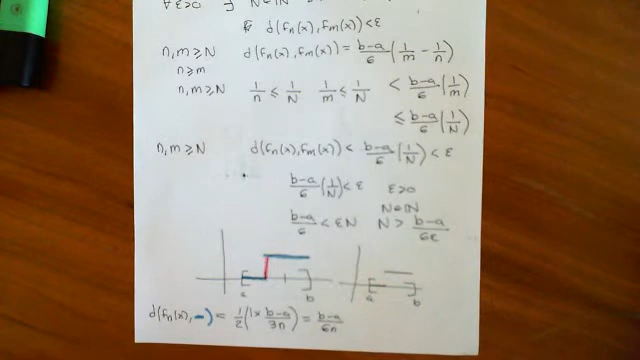 ∀ε>0 ∃ N∈ℕ
d(fₙ(x), fₘ(x)) < ε
n,m ≥ N d(fₙ(x), fₘ(x)) = b-a/6 (1/m - 1/n)
n ≥ m
n,m ≥ N 1/n ≤ 1/N 1/m ≤ 1/N < b-a/6 (1/m)
≤ b-a/6 (1/N)
n,m ≥ N d(fₙ(x), fₘ(x)) < b-a/6 (1/N) < ε
b-a/6 (1/N) < ε ε>0
N∈ℕ
b-a/6 < εN N > b-a/6ε
a b a b
d(fₙ(x), –) = 1/2 (1 × b-a/3n) = b-a/6n